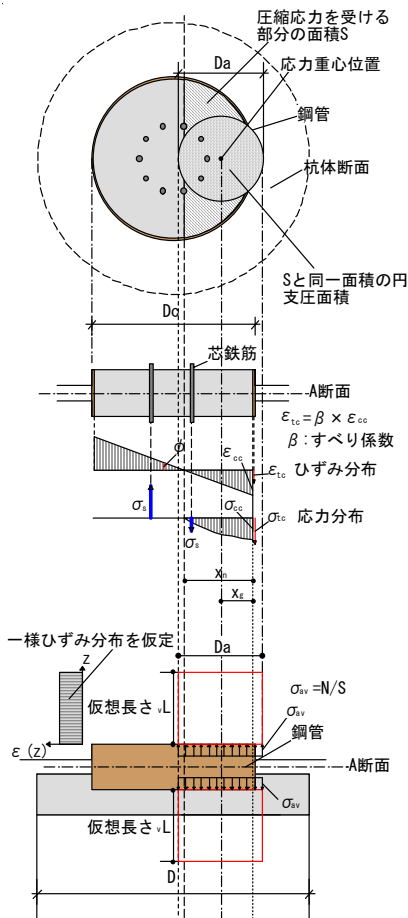 圧縮応力を受ける
部分の面積S
Da
応力重心位置
鋼管
杭体断面
Sと同一面積の円
支圧面積
Dc
芯鉄筋
A断面
εtc=β×εcc
β:すべり係数
φ
εcc
εtc ひずみ分布
σs
σcc
σtc 応力分布
σs
xn
xg
一様ひずみ分布を仮定
Da
z
σav=N/S
仮想長さvL
σav
鋼管
ε(z)
A断面
σav
仮想長さvL
D